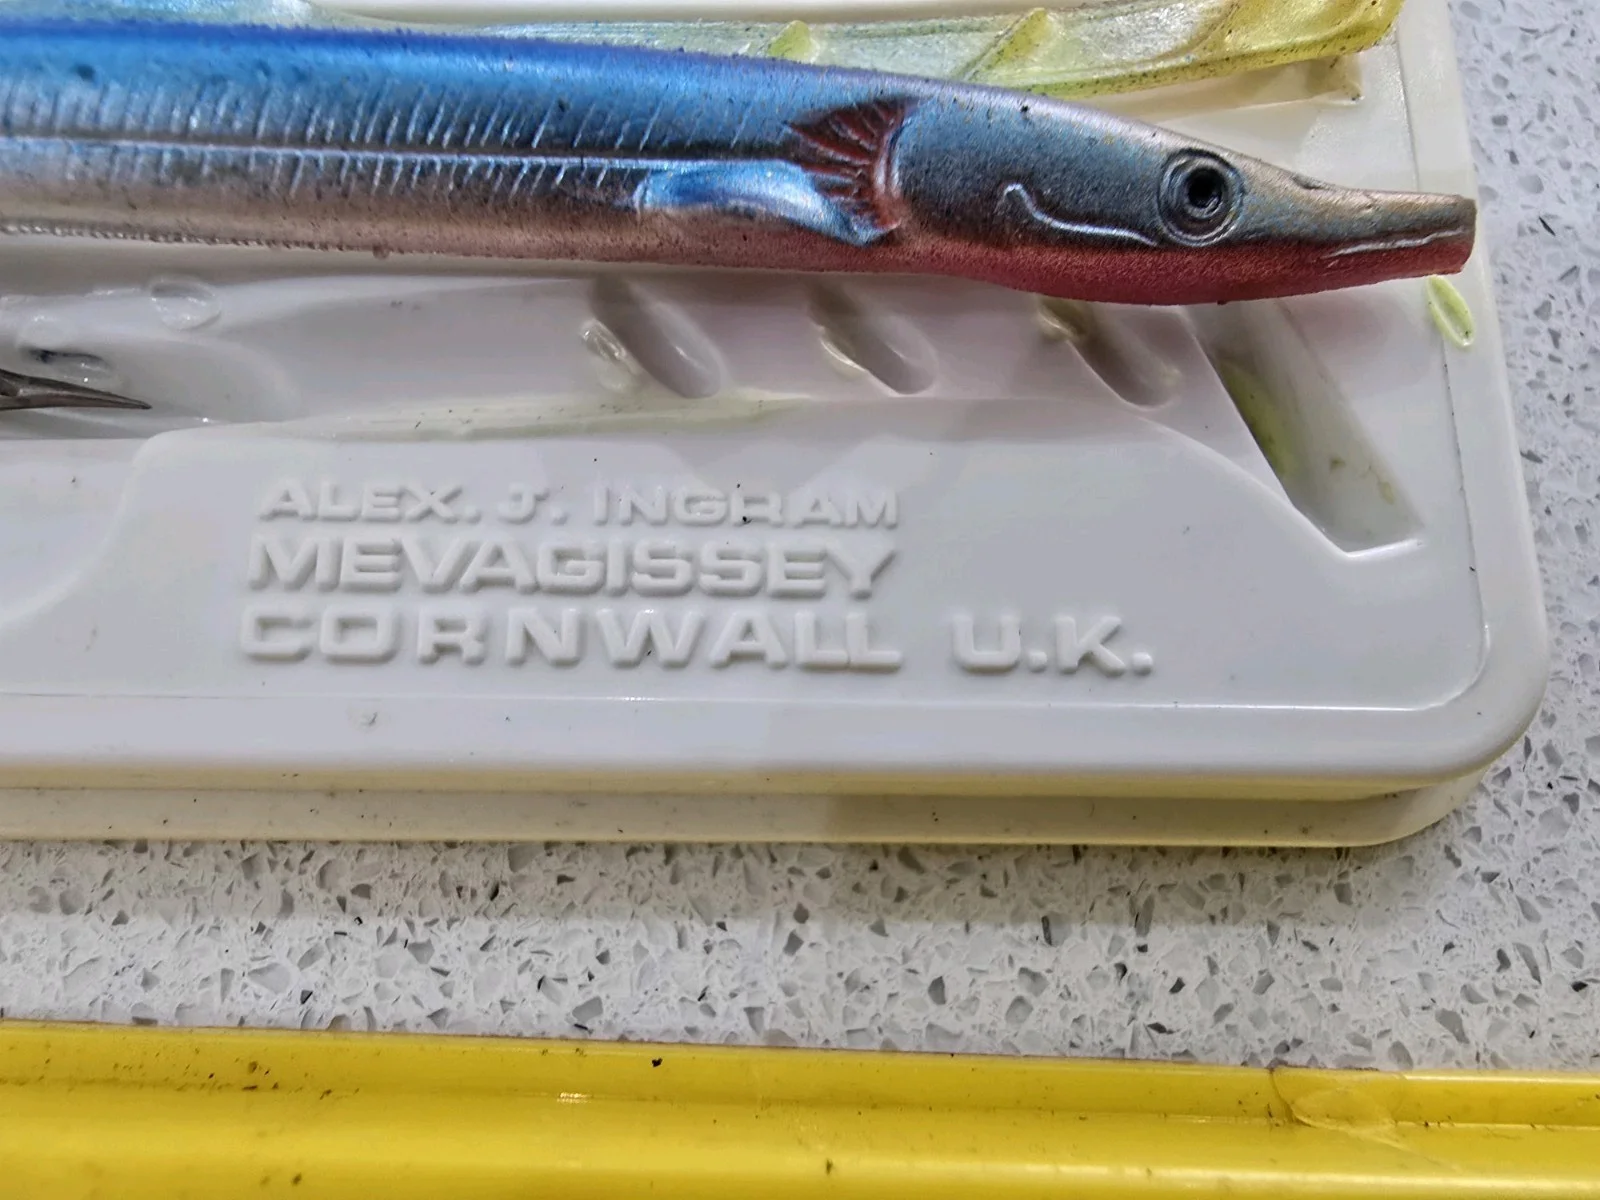 ALEX. J. INGRAM
MEVAGISSEY
CORNWALL U.K.